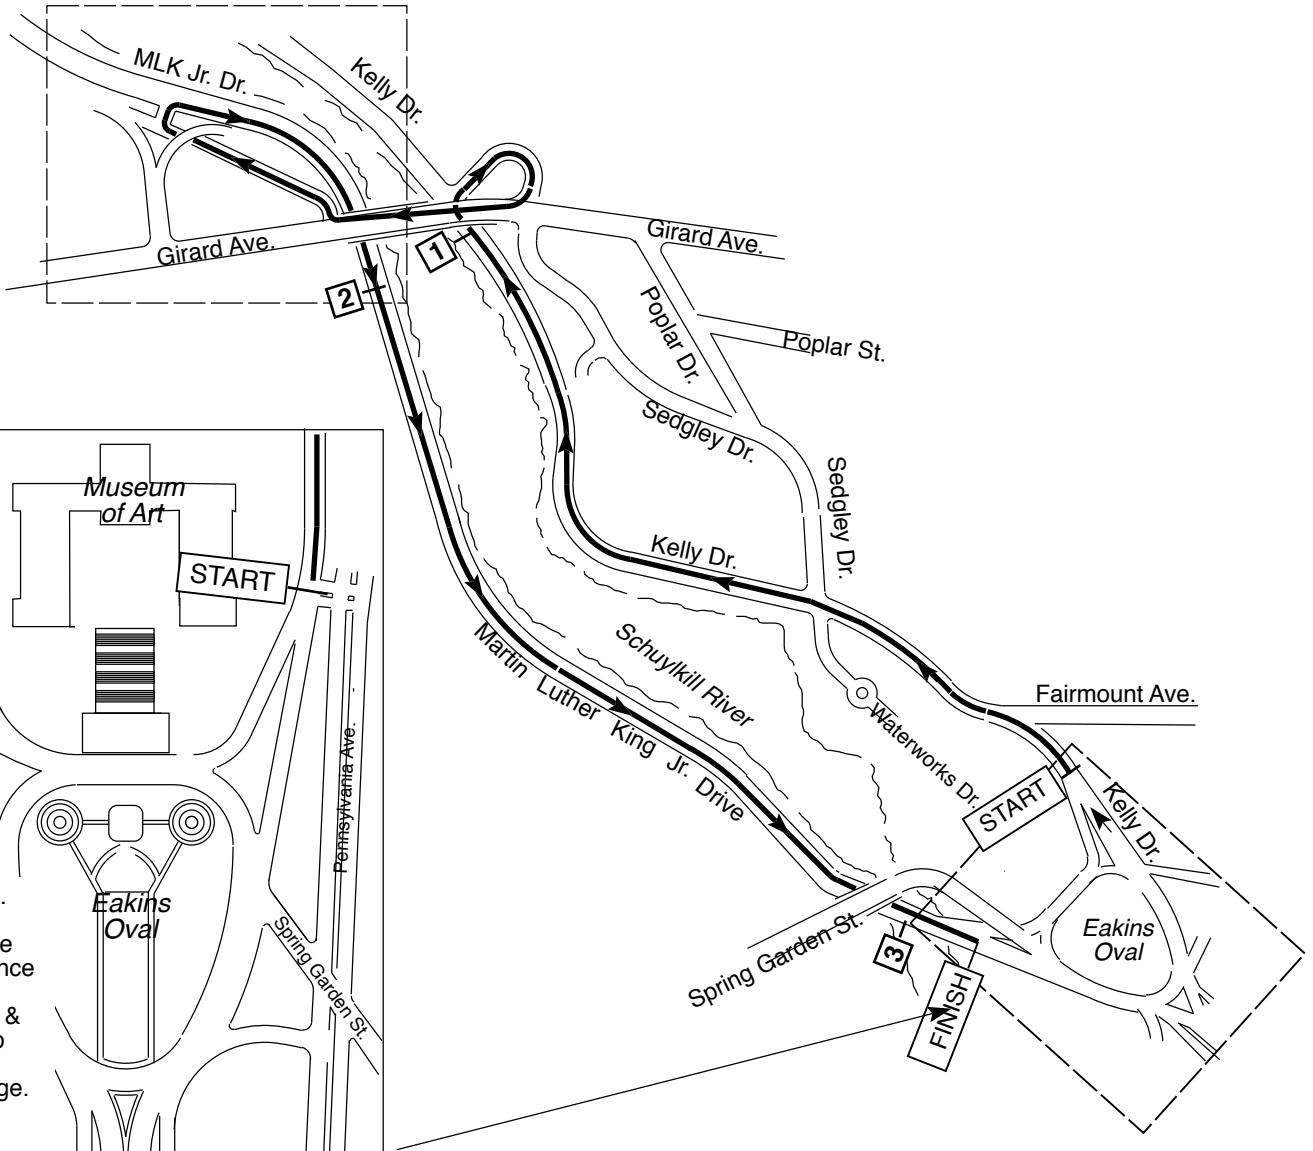 MLK Jr. Dr.
Kelly Dr.
Girard Ave.
Girard Ave.
1
2
Poplar Dr.
Poplar St.
Sedgley Dr.
Sedgley Dr.
Kelly Dr.
Schuylkill River
Martin Luther King Jr. Drive
Waterworks Dr.
Fairmount Ave.
START
Kelly Dr.
Eakins
Oval
Spring Garden St.
3
FINISH
Museum
of Art
START
Pennsylvania Ave.
Eakins
Oval
Spring Garden St.
.
e
nce
&
ge.